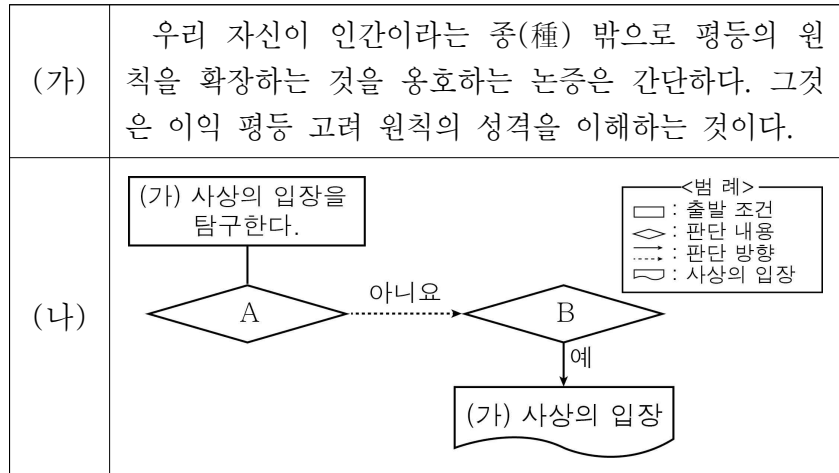 (가)
우리 자신이 인간이라는 종(種) 밖으로 평등의 원
칙을 확장하는 것을 옹호하는 논증은 간단하다. 그것
은 이익 평등 고려 원칙의 성격을 이해하는 것이다.
(나)
(가) 사상의 입장을
탐구한다.
<범 례>
: 출발 조건
: 판단 내용
: 판단 방향
: 사상의 입장
A
아니요
B
예
(가) 사상의 입장